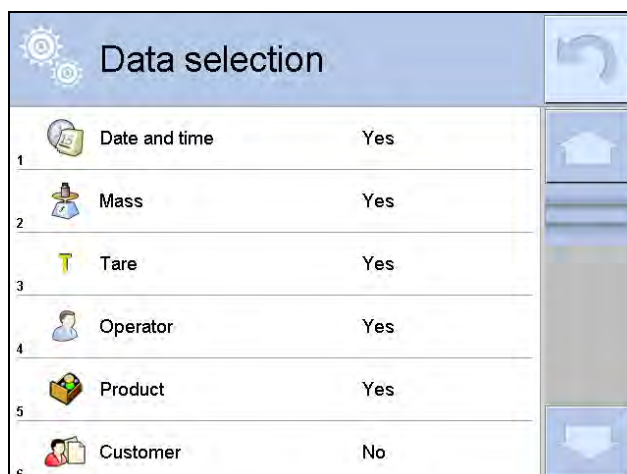 Data selection
1 Date and time Yes
2 Mass Yes
3 T Tare Yes
4 Operator Yes
5 Product Yes
6 Customer No